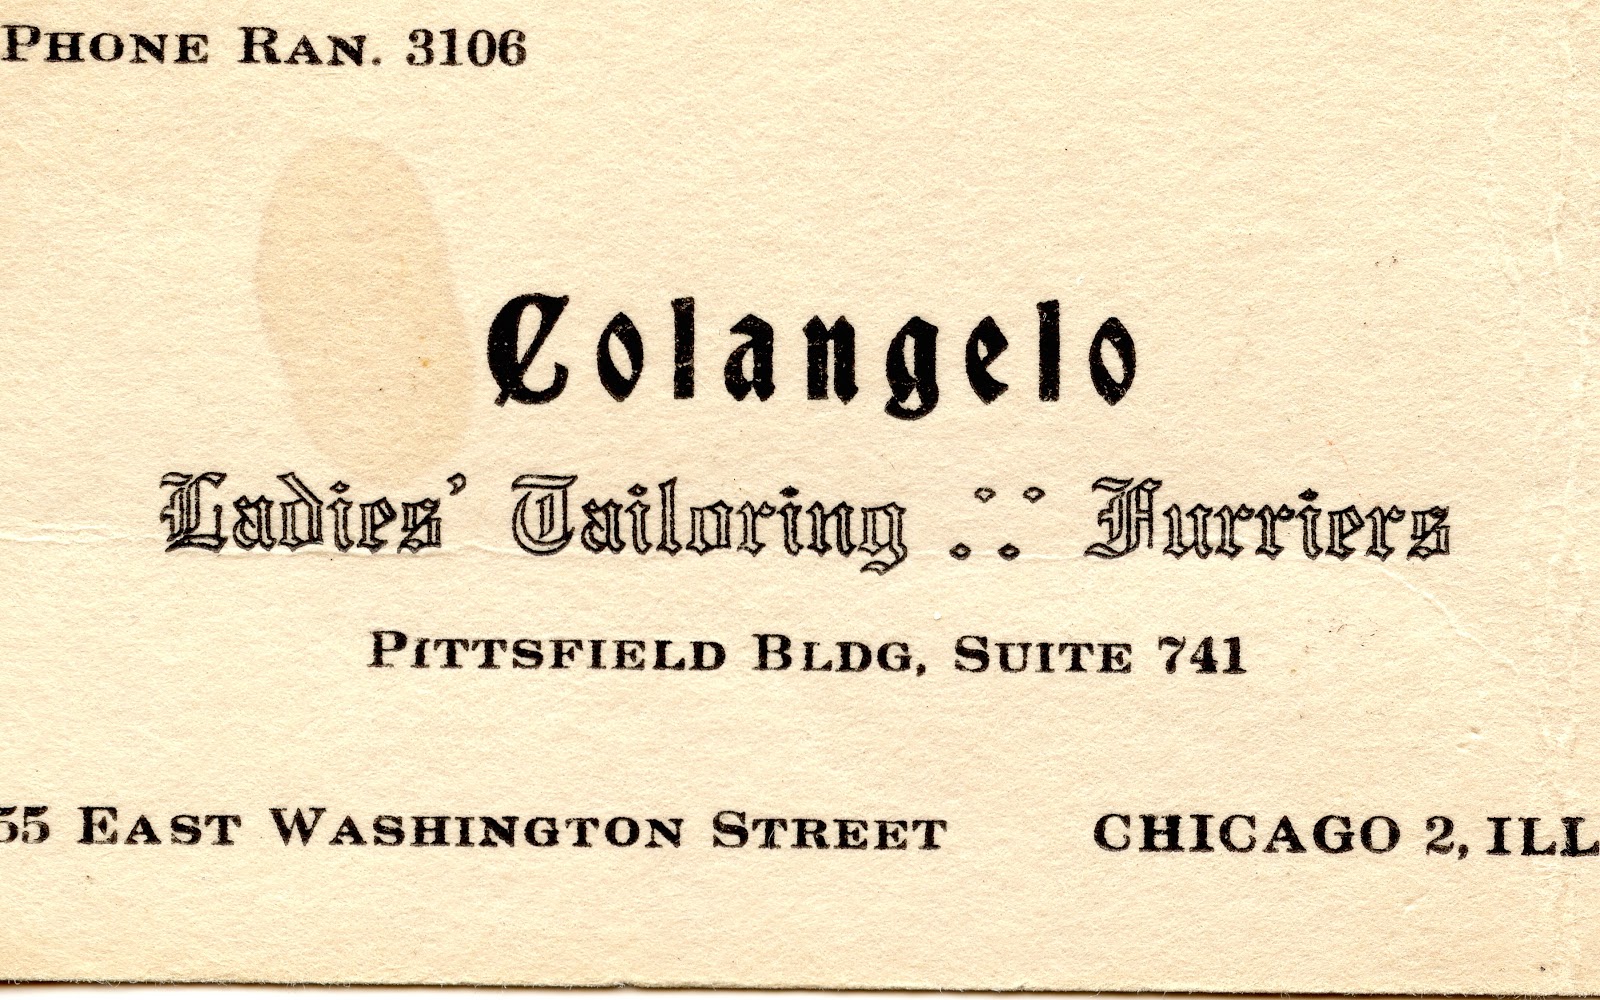 PHONE RAN. 3106
Colangelo
Ladies' Tailoring :: Furriers
PITTSFIELD BLDG, SUITE 741
55 EAST WASHINGTON STREET CHICAGO 2, ILL